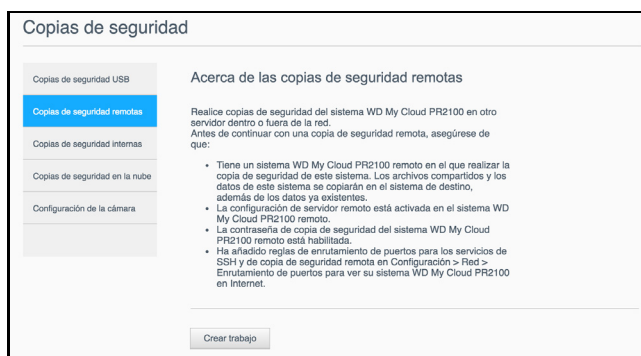 Copias de seguridad
Copias de seguridad USB
Copias de seguridad remotas
Copias de seguridad internas
Copias de seguridad en la nube
Configuración de la cámara
Acerca de las copias de seguridad remotas
Realice copias de seguridad del sistema WD My Cloud PR2100 en otro
servidor dentro o fuera de la red.
Antes de continuar con una copia de seguridad remota, asegúrese de
que:
• Tiene un sistema WD My Cloud PR2100 remoto en el que realizar la
copia de seguridad de este sistema. Los archivos compartidos y los
datos de este sistema se copiarán en el sistema de destino,
además de los datos ya existentes.
• La configuración de servidor remoto está activada en el sistema WD
My Cloud PR2100 remoto.
• La contraseña de copia de seguridad del sistema WD My Cloud
PR2100 remoto está habilitada.
• Ha añadido reglas de enrutamiento de puertos para los servicios de
SSH y de copia de seguridad remota en Configuración > Red >
Enrutamiento de puertos para ver su sistema WD My Cloud PR2100
en Internet.
Crear trabajo